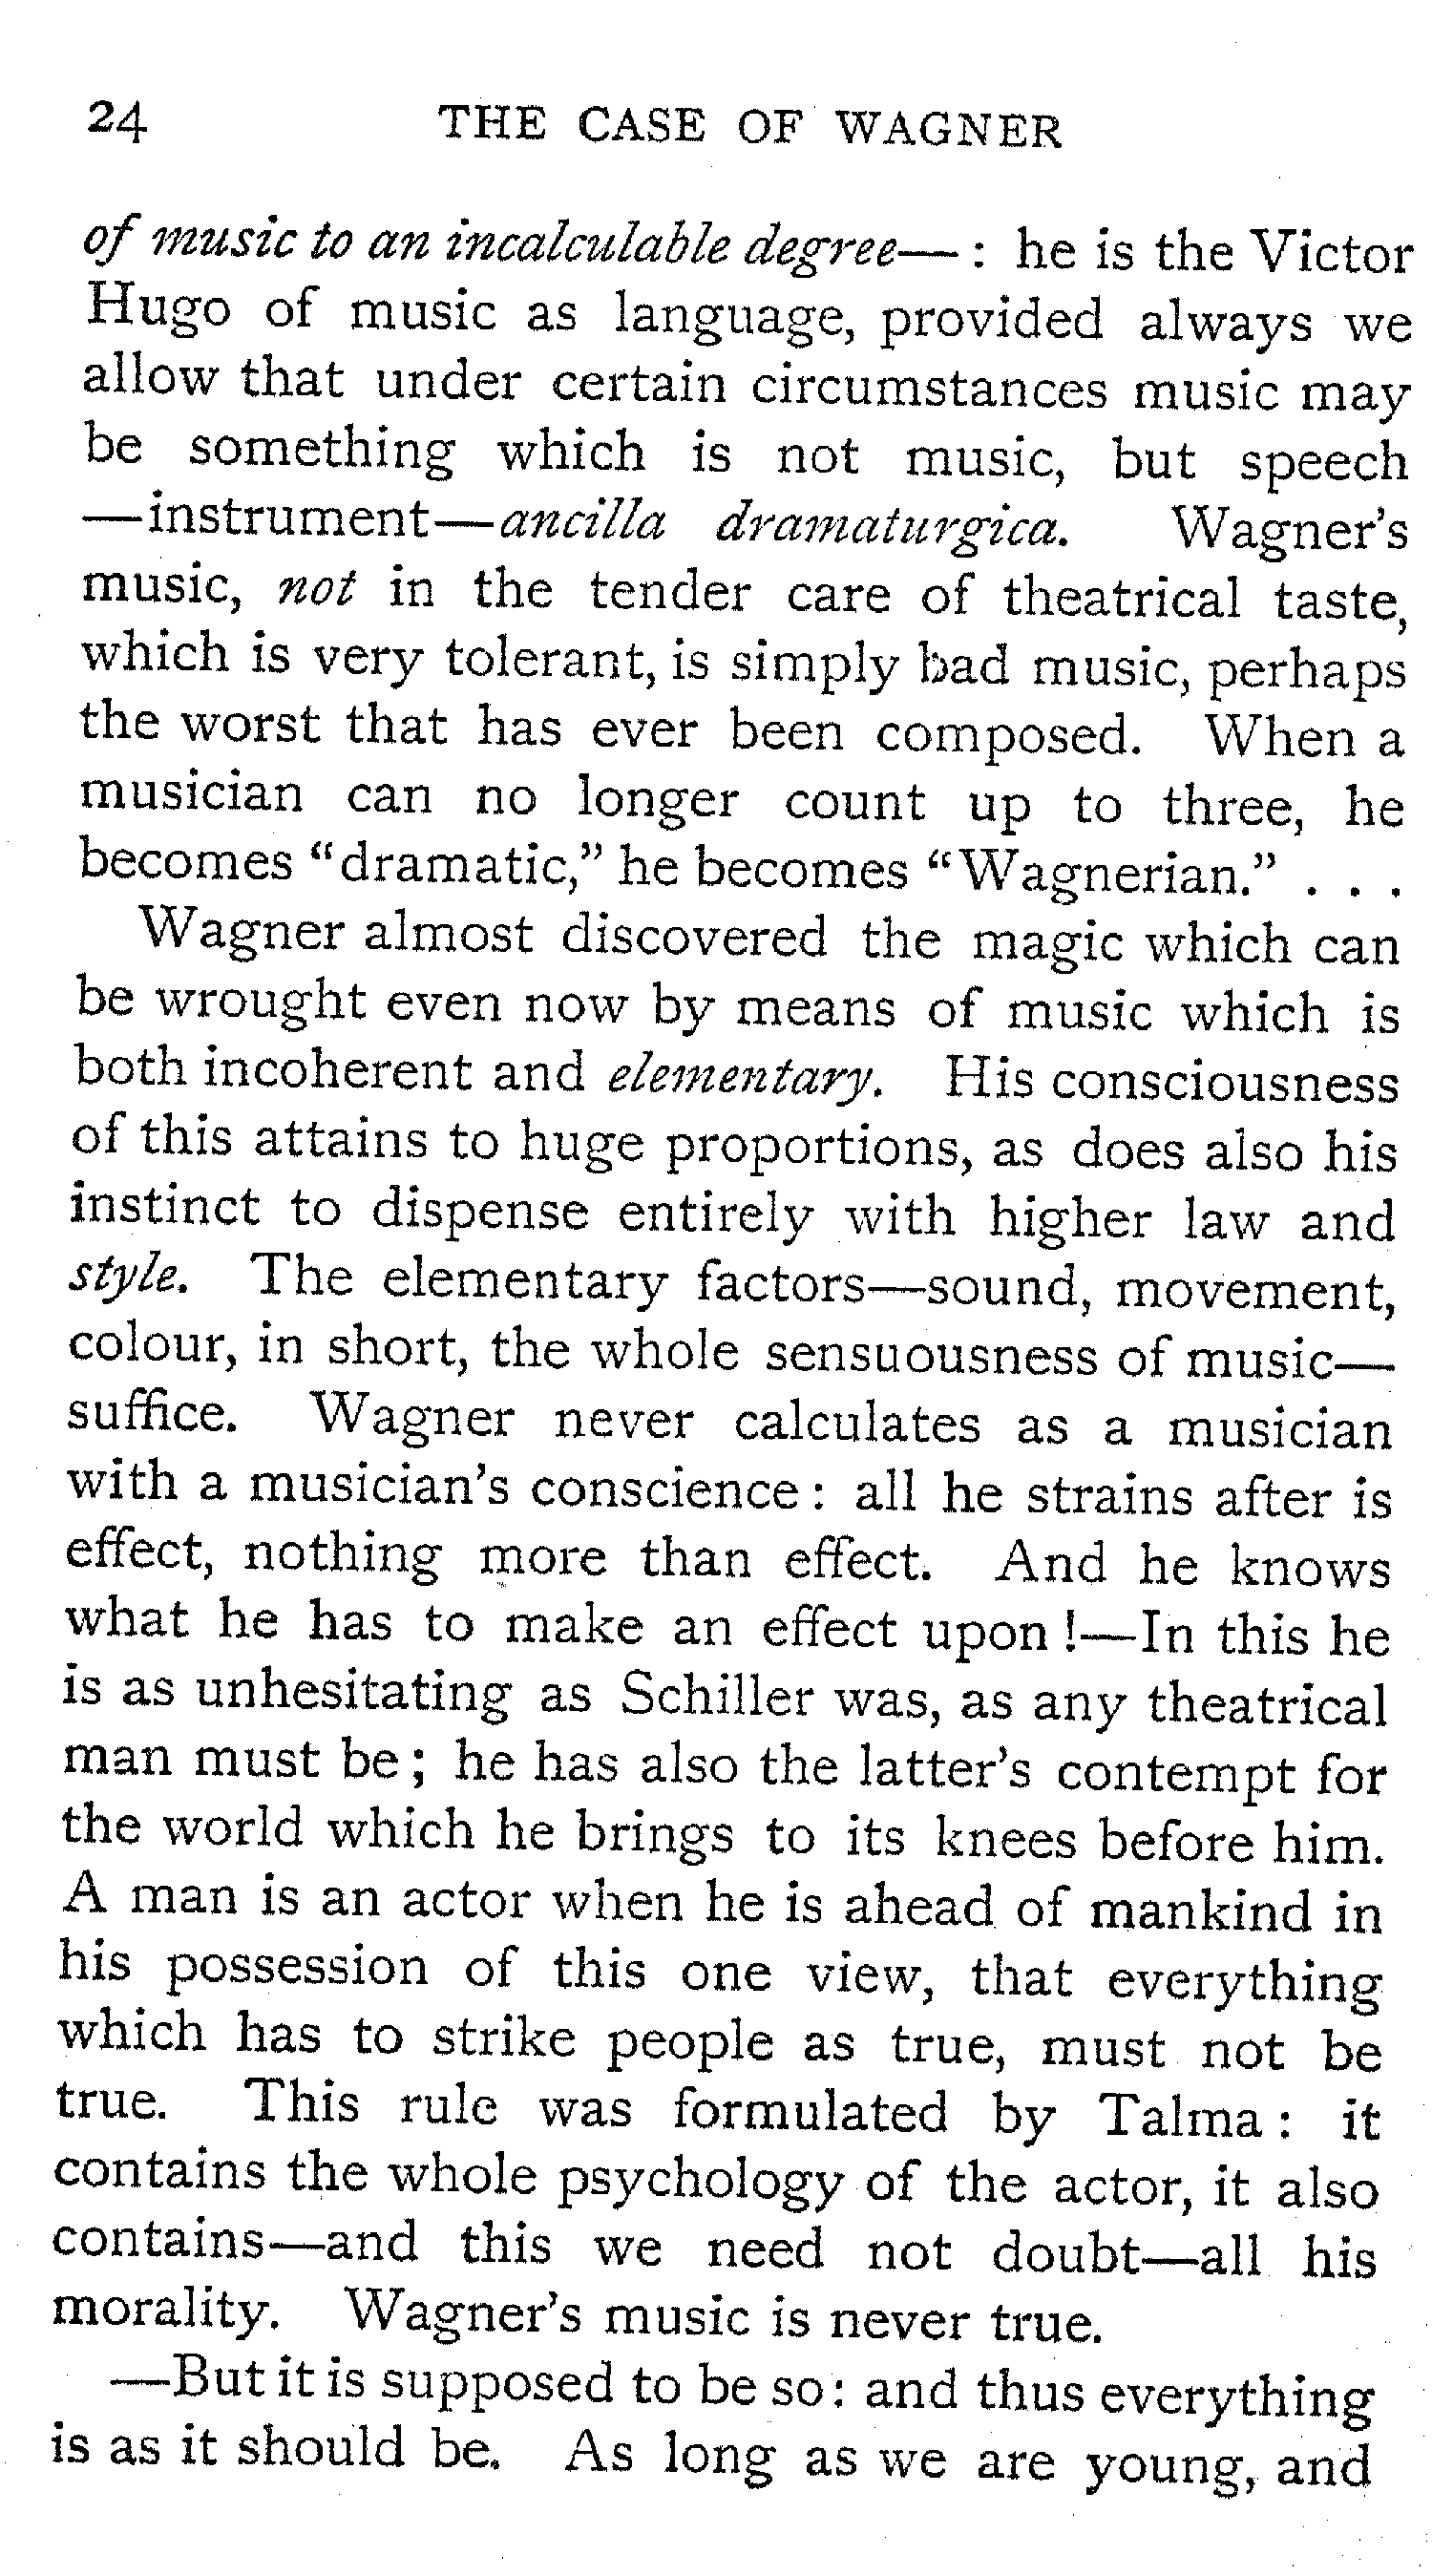 24 THE CASE OF WAGNER
of music to an incalculable degree— : he is the Victor
Hugo of music as language, provided always we
allow that under certain circumstances music may
be something which is not music, but speech
—instrument—ancilla dramaturgica. Wagner's
music, not in the tender care of theatrical taste,
which is very tolerant, is simply bad music, perhaps
the worst that has ever been composed. When a
musician can no longer count up to three, he
becomes "dramatic," he becomes "Wagnerian." . . .
Wagner almost discovered the magic which can
be wrought even now by means of music which is
both incoherent and elementary. His consciousness
of this attains to huge proportions, as does also his
instinct to dispense entirely with higher law and
style. The elementary factors—sound, movement,
colour, in short, the whole sensuousness of music—
suffice. Wagner never calculates as a musician
with a musician's conscience : all he strains after is
effect, nothing more than effect. And he knows
what he has to make an effect upon !—In this he
is as unhesitating as Schiller was, as any theatrical
man must be ; he has also the latter's contempt for
the world which he brings to its knees before him.
A man is an actor when he is ahead of mankind in
his possession of this one view, that everything
which has to strike people as true, must not be
true. This rule was formulated by Talma : it
contains the whole psychology of the actor, it also
contains—and this we need not doubt—all his
morality. Wagner's music is never true.
—But it is supposed to be so : and thus everything
is as it should be. As long as we are young, and